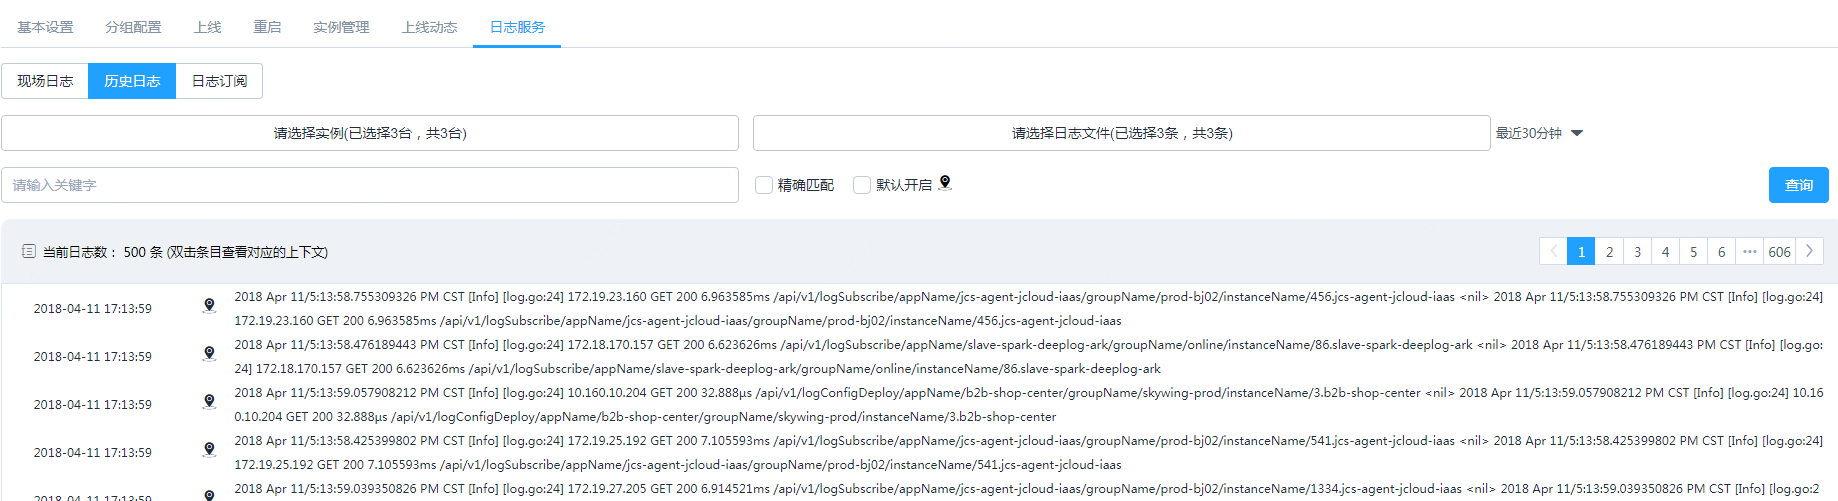 基本设置 分组配置 上线 重启 实例管理 上线动态 日志服务
现场日志 历史日志 日志订阅
请选择实例(已选择3台，共3台) 请选择日志文件(已选择3条，共3条) 最近30分钟
请输入关键字 精确匹配 默认开启 查询
当前日志数： 500 条 (双击条目查看对应的上下文) 1 2 3 4 5 6 ••• 606
2018-04-11 17:13:59 2018 Apr 11/5:13:58.755309326 PM CST [Info] [log.go:24] 172.19.23.160 GET 200 6.963585ms /api/v1/logSubscribe/appName/jcs-agent-jcloud-iaas/groupName/prod-bj02/instanceName/456.jcs-agent-jcloud-iaas <nil> 2018 Apr 11/5:13:58.755309326 PM CST [Info] [log.go:24]
172.19.23.160 GET 200 6.963585ms /api/v1/logSubscribe/appName/jcs-agent-jcloud-iaas/groupName/prod-bj02/instanceName/456.jcs-agent-jcloud-iaas
2018-04-11 17:13:59 2018 Apr 11/5:13:58.476189443 PM CST [Info] [log.go:24] 172.18.170.157 GET 200 6.623626ms /api/v1/logSubscribe/appName/slave-spark-deeplog-ark/groupName/online/instanceName/86.slave-spark-deeplog-ark <nil> 2018 Apr 11/5:13:58.476189443 PM CST [Info] [log.go:
24] 172.18.170.157 GET 200 6.623626ms /api/v1/logSubscribe/appName/slave-spark-deeplog-ark/groupName/online/instanceName/86.slave-spark-deeplog-ark
2018-04-11 17:13:59 2018 Apr 11/5:13:59.057908212 PM CST [Info] [log.go:24] 10.160.10.204 GET 200 32.888µs /api/v1/logConfigDeploy/appName/b2b-shop-center/groupName/skywing-prod/instanceName/3.b2b-shop-center <nil> 2018 Apr 11/5:13:59.057908212 PM CST [Info] [log.go:24] 10.16
0.10.204 GET 200 32.888µs /api/v1/logConfigDeploy/appName/b2b-shop-center/groupName/skywing-prod/instanceName/3.b2b-shop-center
2018-04-11 17:13:59 2018 Apr 11/5:13:58.425399802 PM CST [Info] [log.go:24] 172.19.25.192 GET 200 7.105593ms /api/v1/logSubscribe/appName/jcs-agent-jcloud-iaas/groupName/prod-bj02/instanceName/541.jcs-agent-jcloud-iaas <nil> 2018 Apr 11/5:13:58.425399802 PM CST [Info] [log.go:24]
172.19.25.192 GET 200 7.105593ms /api/v1/logSubscribe/appName/jcs-agent-jcloud-iaas/groupName/prod-bj02/instanceName/541.jcs-agent-jcloud-iaas
2018-04-11 17:13:59 2018 Apr 11/5:13:59.039350826 PM CST [Info] [log.go:24] 172.19.27.205 GET 200 6.914521ms /api/v1/logSubscribe/appName/jcs-agent-jcloud-iaas/groupName/prod-bj02/instanceName/1334.jcs-agent-jcloud-iaas <nil> 2018 Apr 11/5:13:59.039350826 PM CST [Info] [log.go:2